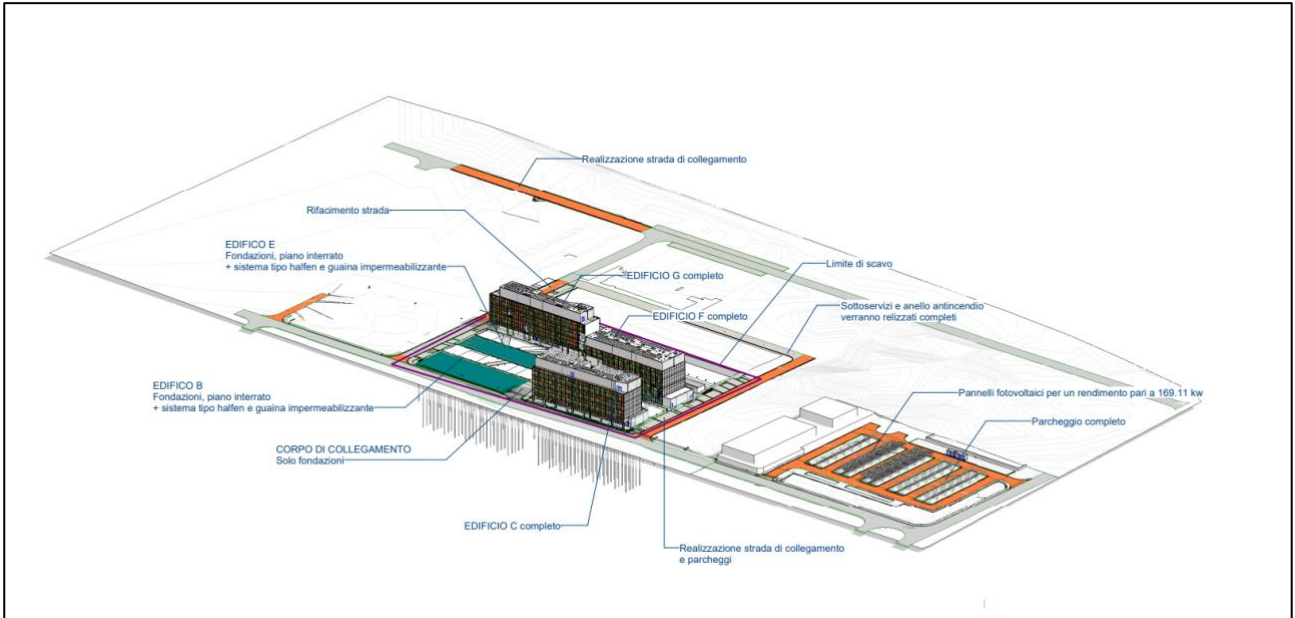 Realizzazione strada di collegamento
Rifacimento strada
EDIFICO E
Fondazioni, piano interrato
+ sistema tipo halfen e guaina impermeabilizzante
EDIFICIO G completo
Limite di scavo
EDIFICIO F completo
Sottoservizi e anello antincendio
verranno relizzati completi
EDIFICO B
Fondazioni, piano interrato
+ sistema tipo halfen e guaina impermeabilizzante
Pannelli fotovoltaici per un rendimento pari a 169.11 kw
Parcheggio completo
CORPO DI COLLEGAMENTO
Solo fondazioni
EDIFICIO C completo
Realizzazione strada di collegamento
e parcheggi